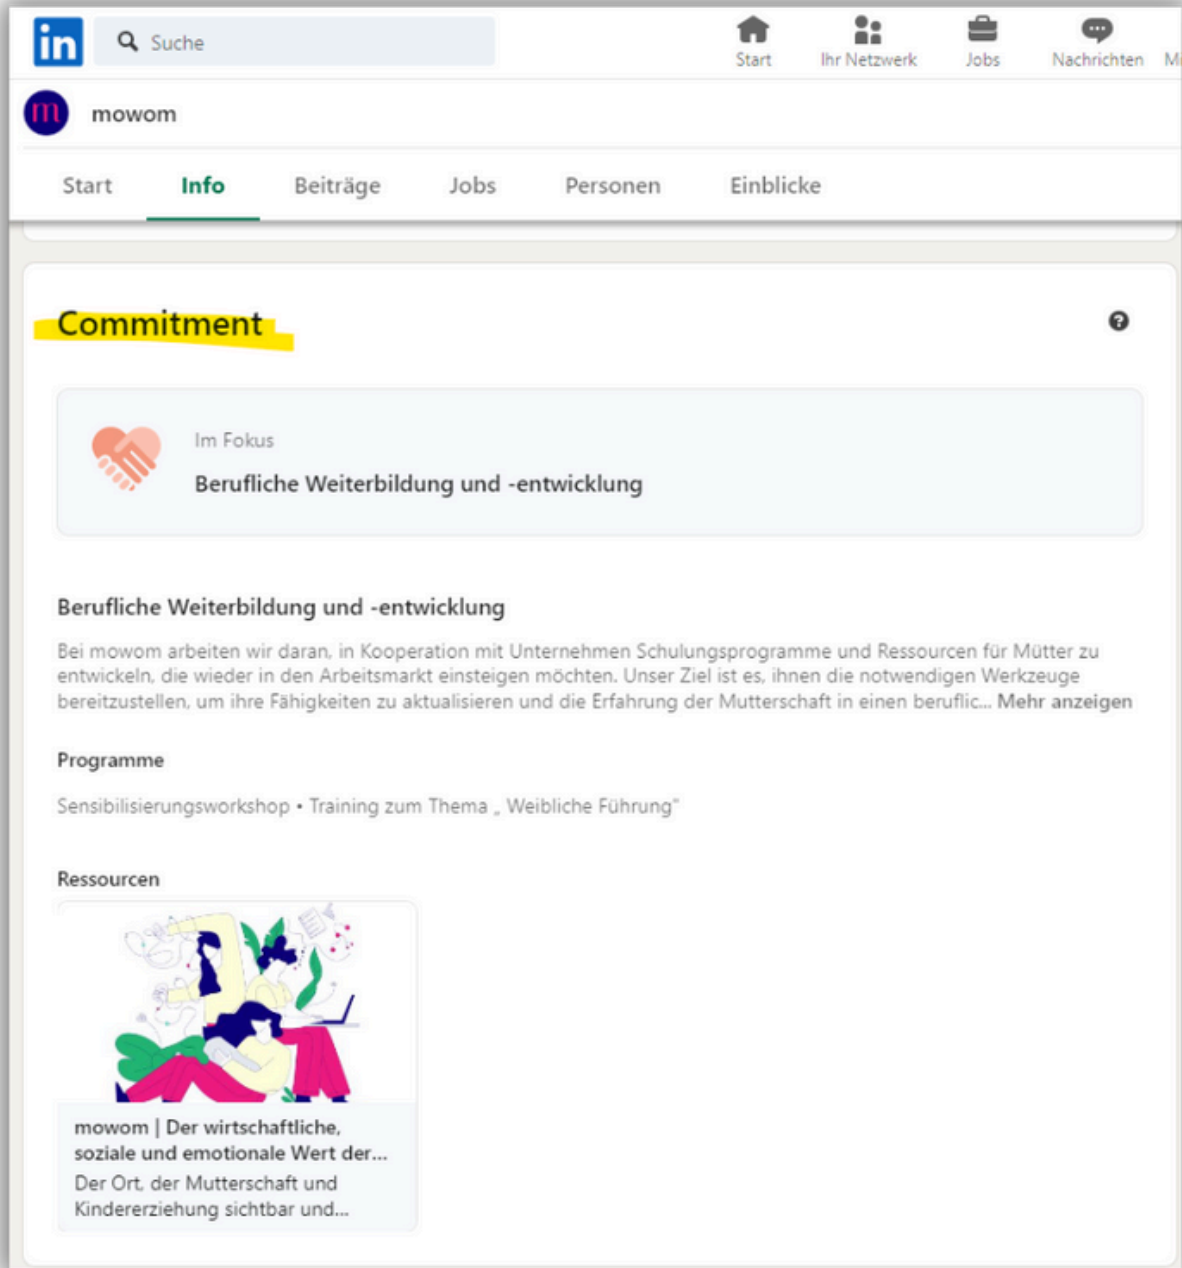 in
Suche
Start
Ihr Netzwerk
Jobs
Nachrichten
m
mowom
Start
Info
Beiträge
Jobs
Personen
Einblicke
Commitment
?
Im Fokus
Berufliche Weiterbildung und -entwicklung
Berufliche Weiterbildung und -entwicklung
Bei mowom arbeiten wir daran, in Kooperation mit Unternehmen Schulungsprogramme und Ressourcen für Mütter zu
entwickeln, die wieder in den Arbeitsmarkt einsteigen möchten. Unser Ziel ist es, ihnen die notwendigen Werkzeuge
bereitzustellen, um ihre Fähigkeiten zu aktualisieren und die Erfahrung der Mutterschaft in einen beruflic... Mehr anzeigen
Programme
Sensibilisierungsworkshop • Training zum Thema „ Weibliche Führung"
Ressourcen
mowom | Der wirtschaftliche,
soziale und emotionale Wert der...
Der Ort, der Mutterschaft und
Kindererziehung sichtbar und...